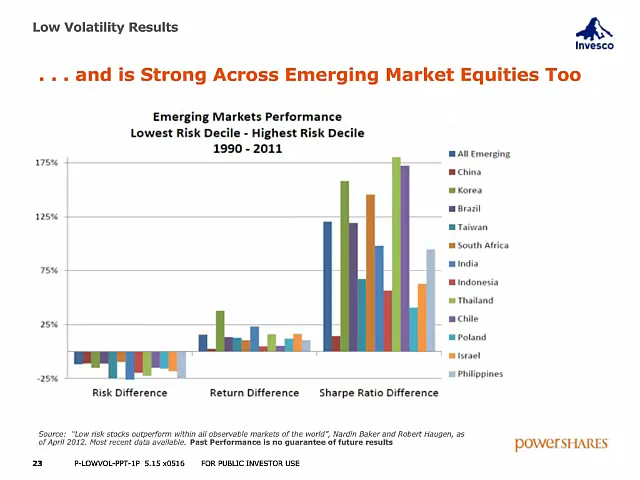 Low Volatility Results
Invesco
. . . and is Strong Across Emerging Market Equities Too
Emerging Markets Performance
Lowest Risk Decile - Highest Risk Decile
1990 - 2011
175%
125%
75%
25%
-25%
Risk Difference
Return Difference
Sharpe Ratio Difference
All Emerging
China
Korea
Brazil
Taiwan
South Africa
India
Indonesia
Thailand
Chile
Poland
Israel
Philippines
Source: "Low risk stocks outperform within all observable markets of the world", Nardin Baker and Robert Haugen, as
of April 2012. Most recent data available. Past Performance is no guarantee of future results
powerSHARES
23 P-LOWVOL-PPT-1P 5.15 x0516 FOR PUBLIC INVESTOR USE